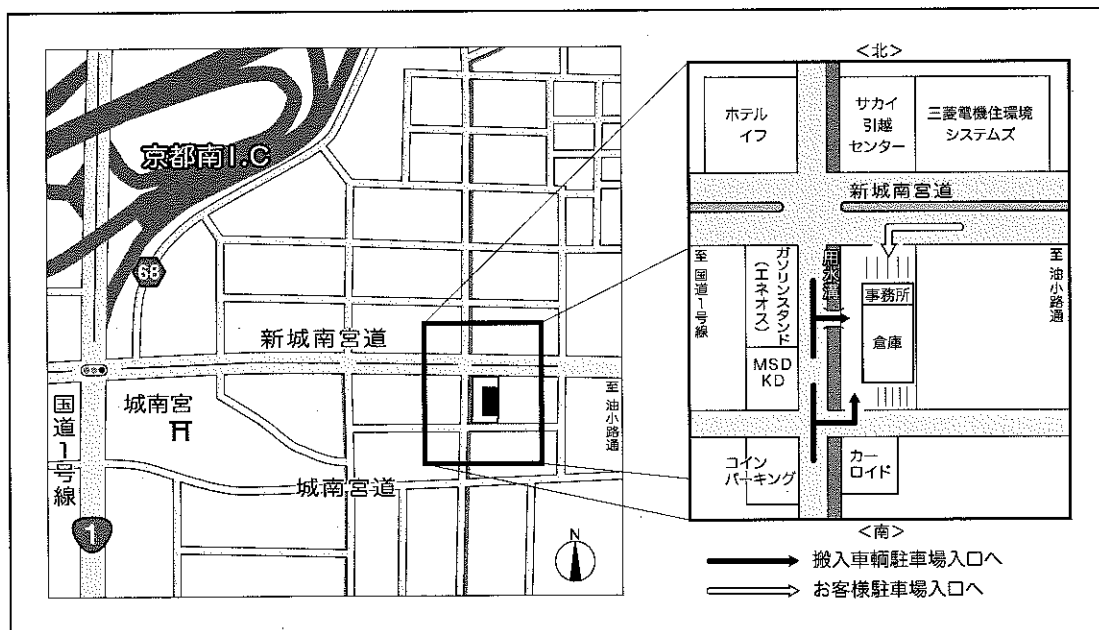 京都南I.C
68
新城南宮道
城南宮
国道1号線
至 油小路通
城南宮道
1
N
<北>
ホテル
イフ
サカイ
引越
センター
三菱電機住環境
システムズ
新城南宮道
至 国道1号線
ガソリンスタンド
(エネオス)
用水溝
事務所
倉庫
至 油小路通
MSD
KD
コイン
パーキング
カー
ロイド
<南>
搬入車輌駐車場入口へ
お客様駐車場入口へ